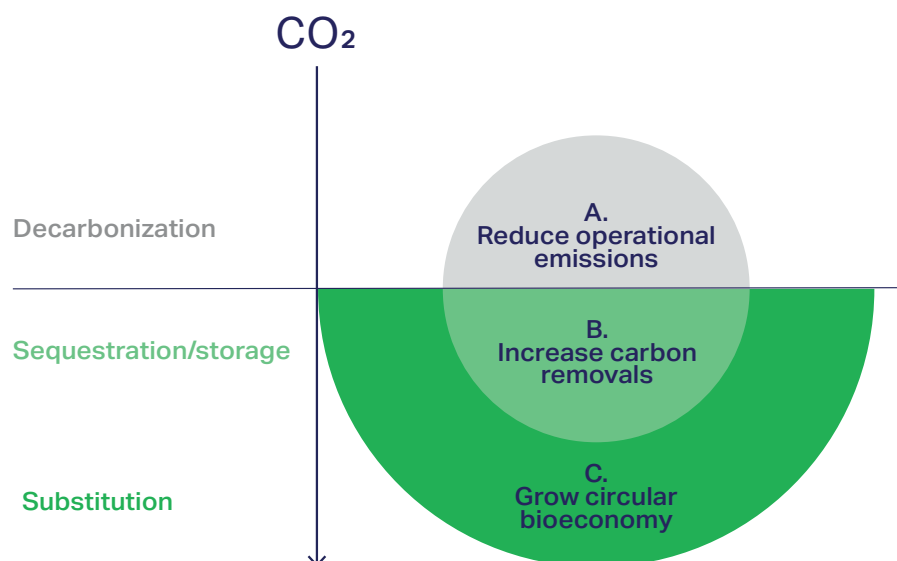 CO₂
Decarbonization
A.
Reduce operational
emissions
Sequestration/storage
B.
Increase carbon
removals
Substitution
C.
Grow circular
bioeconomy